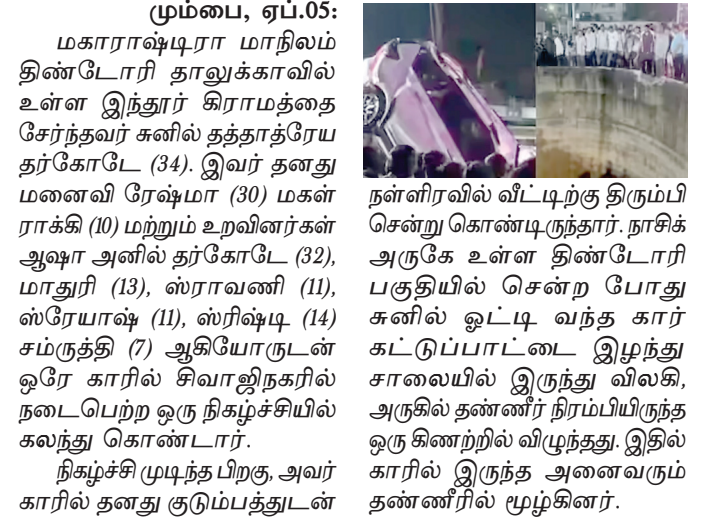 மும்பை, ஏப்.05:
மகாராஷ்டிரா மாநிலம்
திண்டோரி தாலுக்காவில்
உள்ள இந்தூர் கிராமத்தை
சேர்ந்தவர் சுனில் தத்தாத்ரேய
தர்கோடே (34). இவர் தனது
மனைவி ரேஷ்மா (30) மகள்
ராக்கி (10) மற்றும் உறவினர்கள்
ஆஷா அனில் தர்கோடே (32),
மாதுரி (13), ஸ்ராவணி (11),
ஸ்ரேயாஷ் (11), ஸ்ரிஷ்டி (14)
சம்ருத்தி (7) ஆகியோருடன்
ஒரே காரில் சிவாஜிநகரில்
நடைபெற்ற ஒரு நிகழ்ச்சியில்
கலந்து கொண்டார்.
நிகழ்ச்சி முடிந்த பிறகு, அவர்
காரில் தனது குடும்பத்துடன்
நள்ளிரவில் வீட்டிற்கு திரும்பி
சென்று கொண்டிருந்தார். நாசிக்
அருகே உள்ள திண்டோரி
பகுதியில் சென்ற போது
சுனில் ஓட்டி வந்த கார்
கட்டுப்பாட்டை இழந்து
சாலையில் இருந்து விலகி,
அருகில் தண்ணீர் நிரம்பியிருந்த
ஒரு கிணற்றில் விழுந்தது. இதில்
காரில் இருந்த அனைவரும்
தண்ணீரில் மூழ்கினர்.